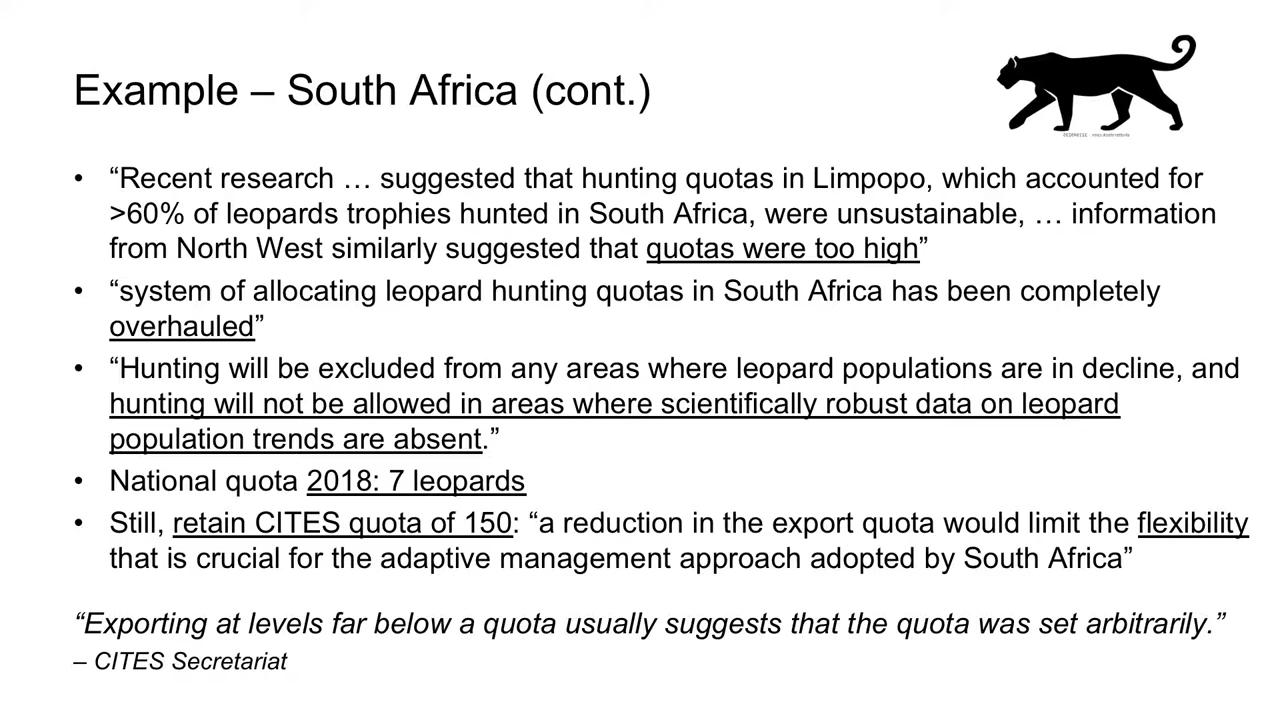 Example – South Africa (cont.)
• “Recent research … suggested that hunting quotas in Limpopo, which accounted for
>60% of leopards trophies hunted in South Africa, were unsustainable, … information
from North West similarly suggested that quotas were too high”
• “system of allocating leopard hunting quotas in South Africa has been completely
overhauled”
• “Hunting will be excluded from any areas where leopard populations are in decline, and
hunting will not be allowed in areas where scientifically robust data on leopard
population trends are absent.”
• National quota 2018: 7 leopards
• Still, retain CITES quota of 150: “a reduction in the export quota would limit the flexibility
that is crucial for the adaptive management approach adopted by South Africa”
“Exporting at levels far below a quota usually suggests that the quota was set arbitrarily.”
– CITES Secretariat